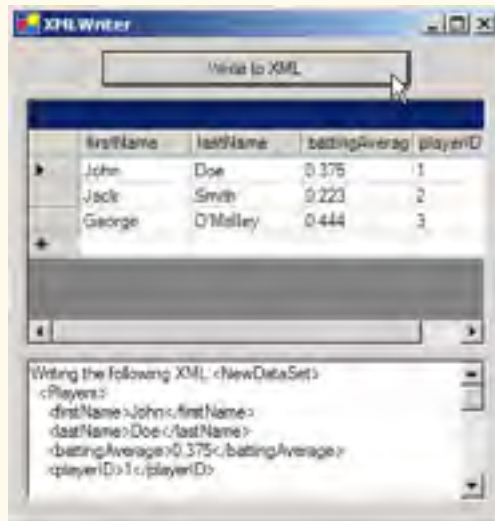 XMLWriter
Write to XML
firstName lastName battingAverag playerID
John Doe 0.375 1
Jack Smith 0.223 2
George O'Malley 0.444 3
Writing the following XML <NewDataSet>
<Players>
<firstName>John</firstName>
<lastName>Doe</lastName>
<battingAverage>0.375</battingAverage>
<playerID>1</playerID>